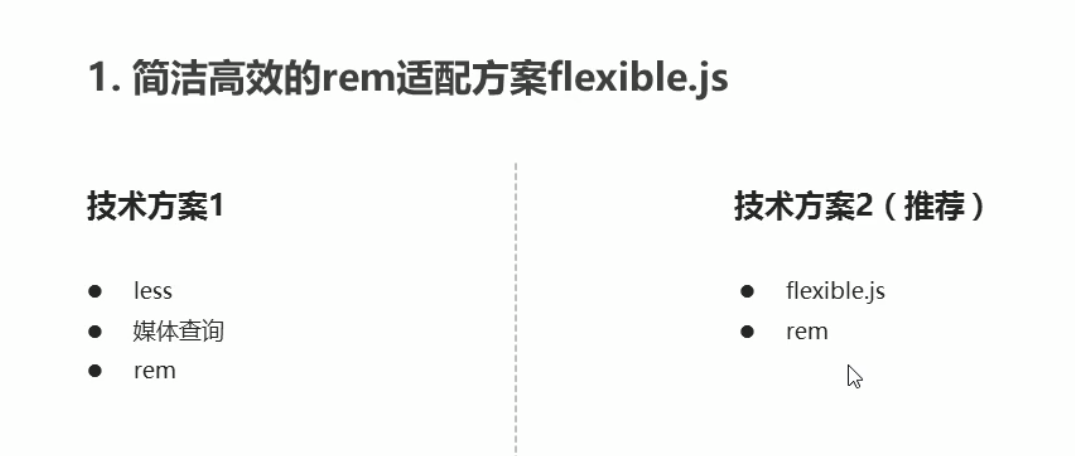 1. 简洁高效的rem适配方案flexible.js
技术方案1
● less
● 媒体查询
● rem
技术方案2（推荐）
● flexible.js
● rem